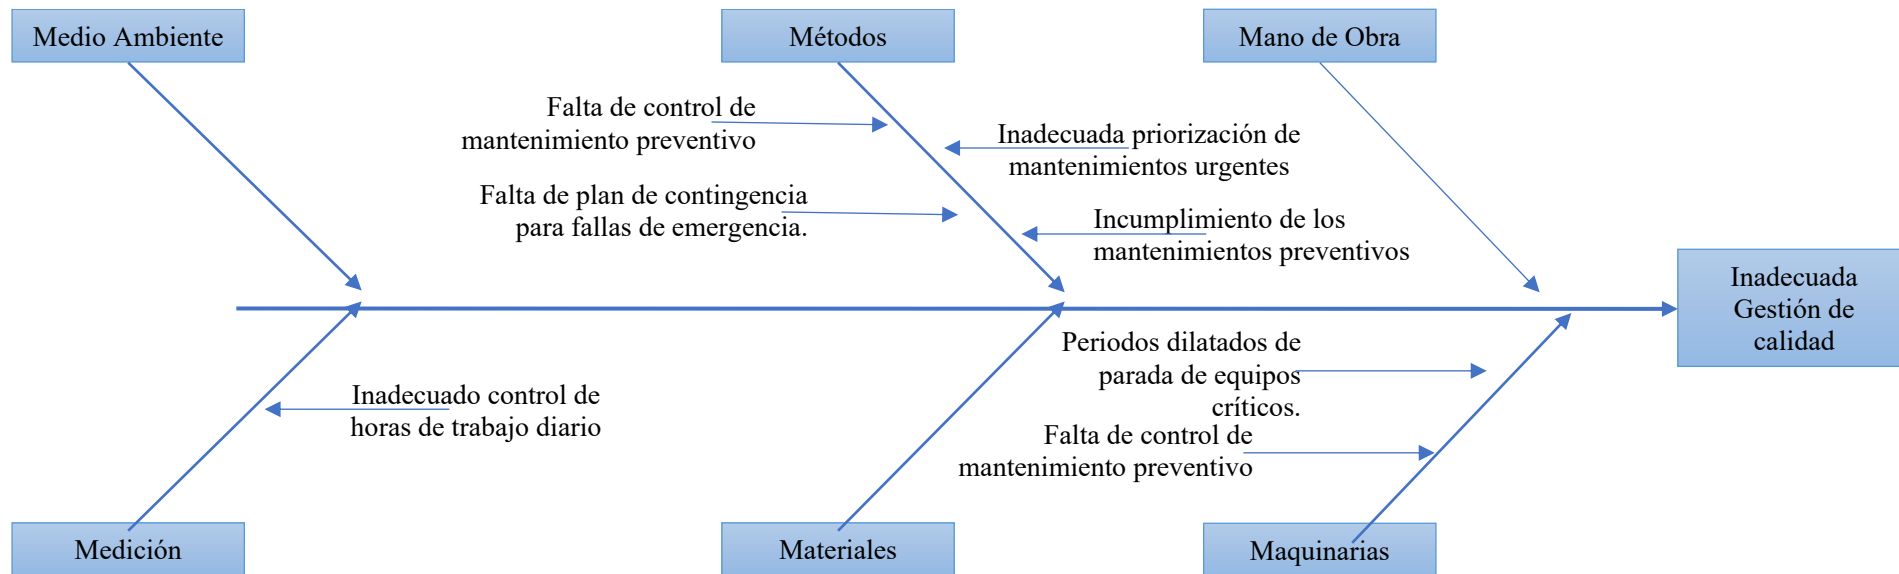 Medio Ambiente
Métodos
Mano de Obra
Falta de control de
mantenimiento preventivo
Inadecuada priorización de
mantenimientos urgentes
Falta de plan de contingencia
para fallas de emergencia.
Incumplimiento de los
mantenimientos preventivos
Inadecuada
Gestión de
calidad
Periodos dilatados de
parada de equipos
críticos.
Inadecuado control de
horas de trabajo diario
Falta de control de
mantenimiento preventivo
Medición
Materiales
Maquinarias